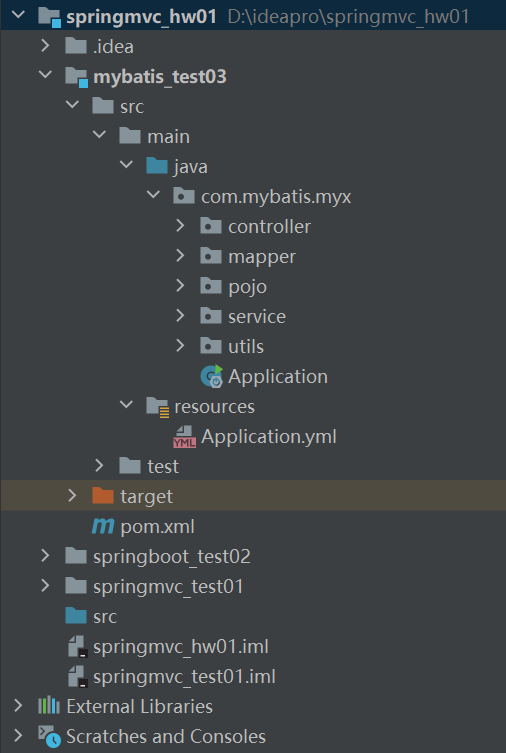 springmvc_hw01 D:\ideapro\springmvc_hw01
.idea
mybatis_test03
src
main
java
com.mybatis.myx
controller
mapper
pojo
service
utils
Application
resources
YML Application.yml
test
target
m pom.xml
springboot_test02
springmvc_test01
src
springmvc_hw01.iml
springmvc_test01.iml
External Libraries
Scratches and Consoles